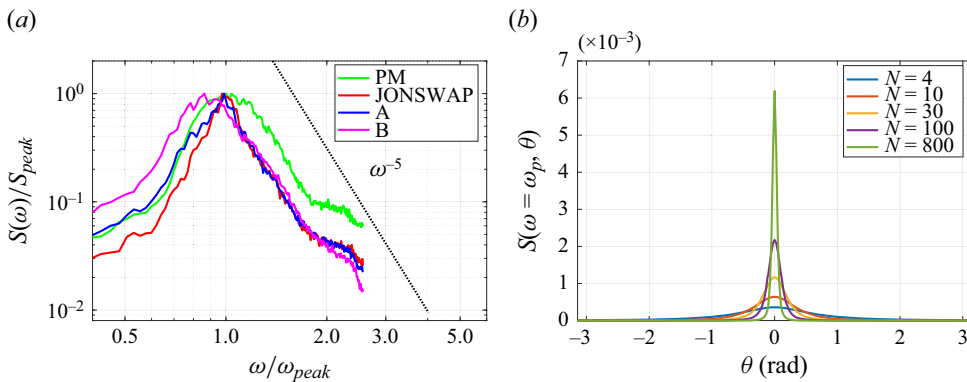 (a)
S(ω)/S_peak
10^0
10^−1
10^−2
PM
JONSWAP
A
B
ω^−5
0.5
1.0
2.0
3.0
5.0
ω/ω_peak
(b)
(×10^−3)
S(ω = ω_p, θ)
7
6
5
4
3
2
1
0
N = 4
N = 10
N = 30
N = 100
N = 800
−3
−2
−1
0
1
2
3
θ (rad)